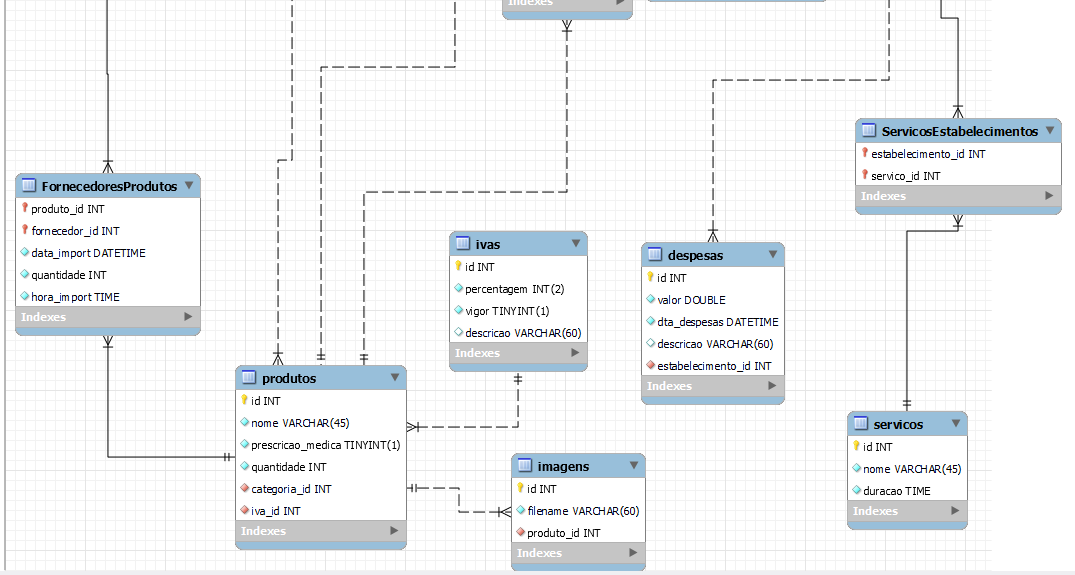 Indexes
ServicosEstabelecimentos
estabelecimento_id INT
servico_id INT
Indexes
FornecedoresProdutos
produto_id INT
fornecedor_id INT
data_import DATETIME
quantidade INT
hora_import TIME
Indexes
ivas
id INT
percentagem INT(2)
vigor TINYINT(1)
descricao VARCHAR(60)
Indexes
despesas
id INT
valor DOUBLE
dta_despesas DATETIME
descricao VARCHAR(60)
estabelecimento_id INT
Indexes
produtos
id INT
nome VARCHAR(45)
prescricao_medica TINYINT(1)
quantidade INT
categoria_id INT
iva_id INT
Indexes
imagens
id INT
filename VARCHAR(60)
produto_id INT
Indexes
servicos
id INT
nome VARCHAR(45)
duracao TIME
Indexes